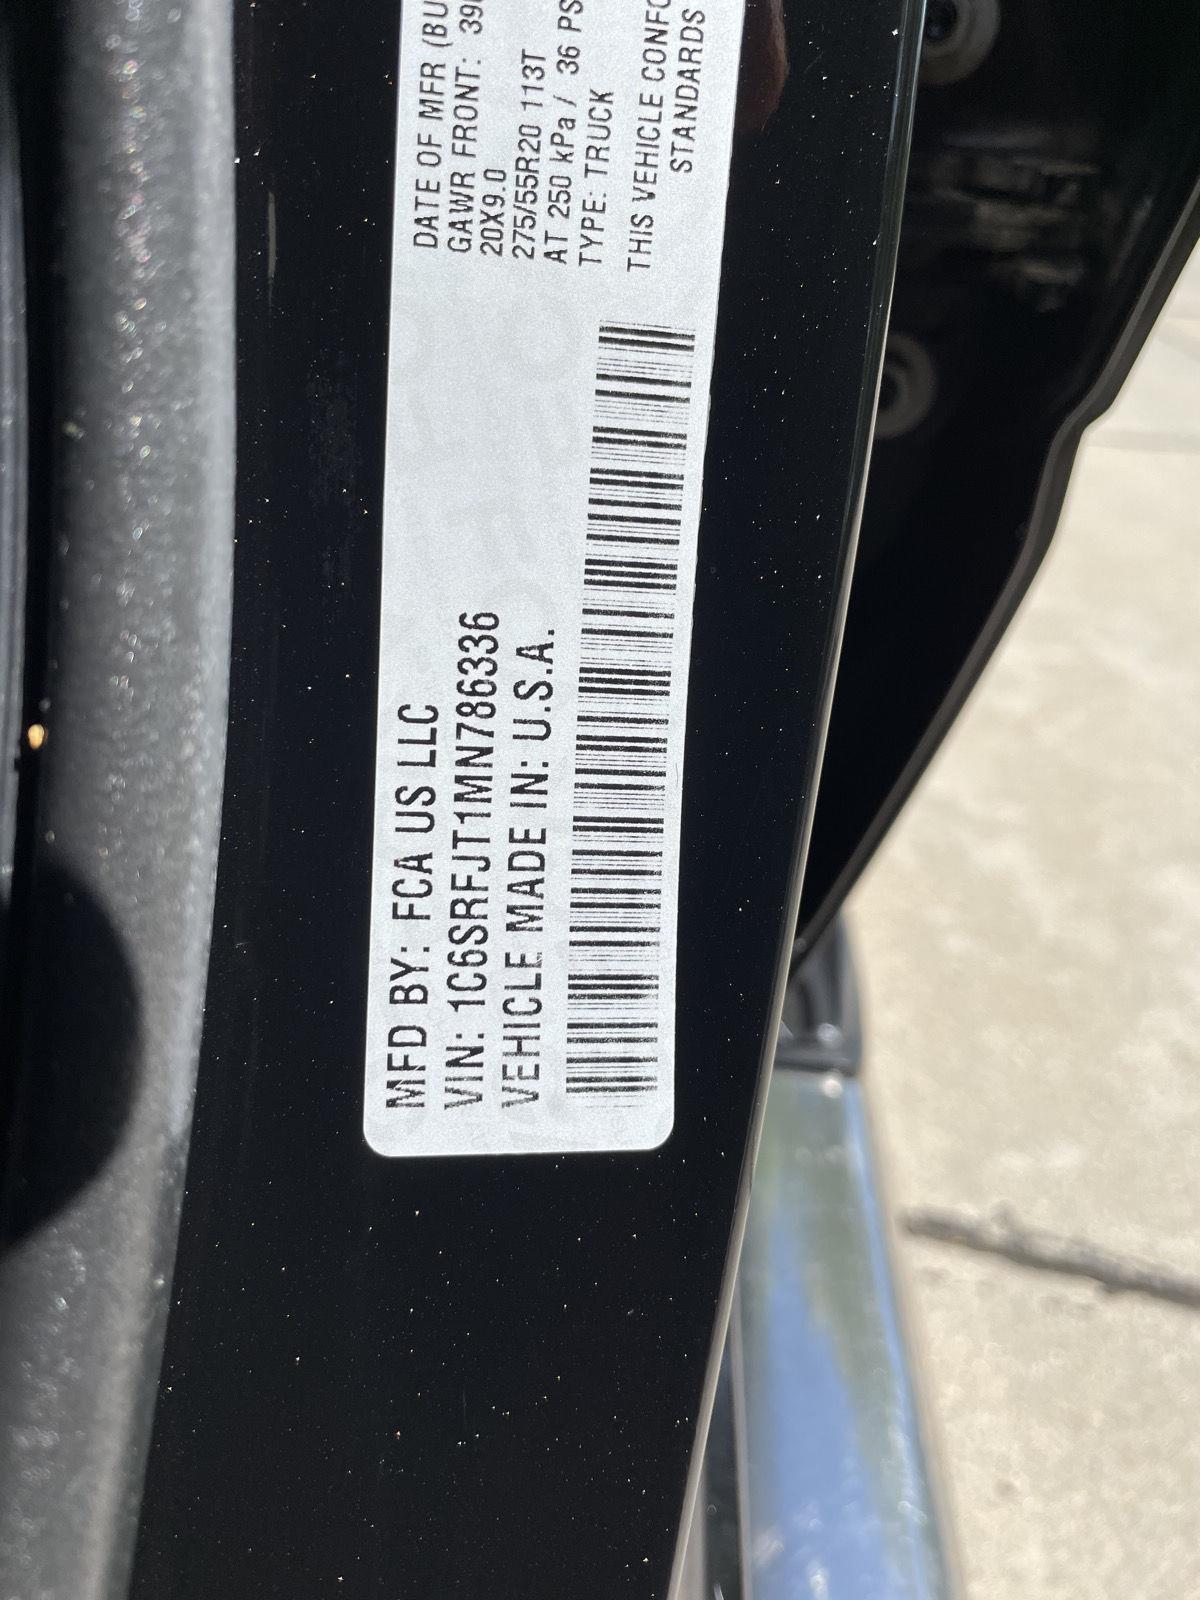 MFD BY: FCA US LLC
VIN: 1C6SRFJT1MN786336
VEHICLE MADE IN: U.S.A.
DATE OF MFR
GAWR FRONT:
20X9.0
275/55R20 113T
AT 250 kPa / 36
TYPE: TRUCK
THIS VEHICLE
STANDARDS